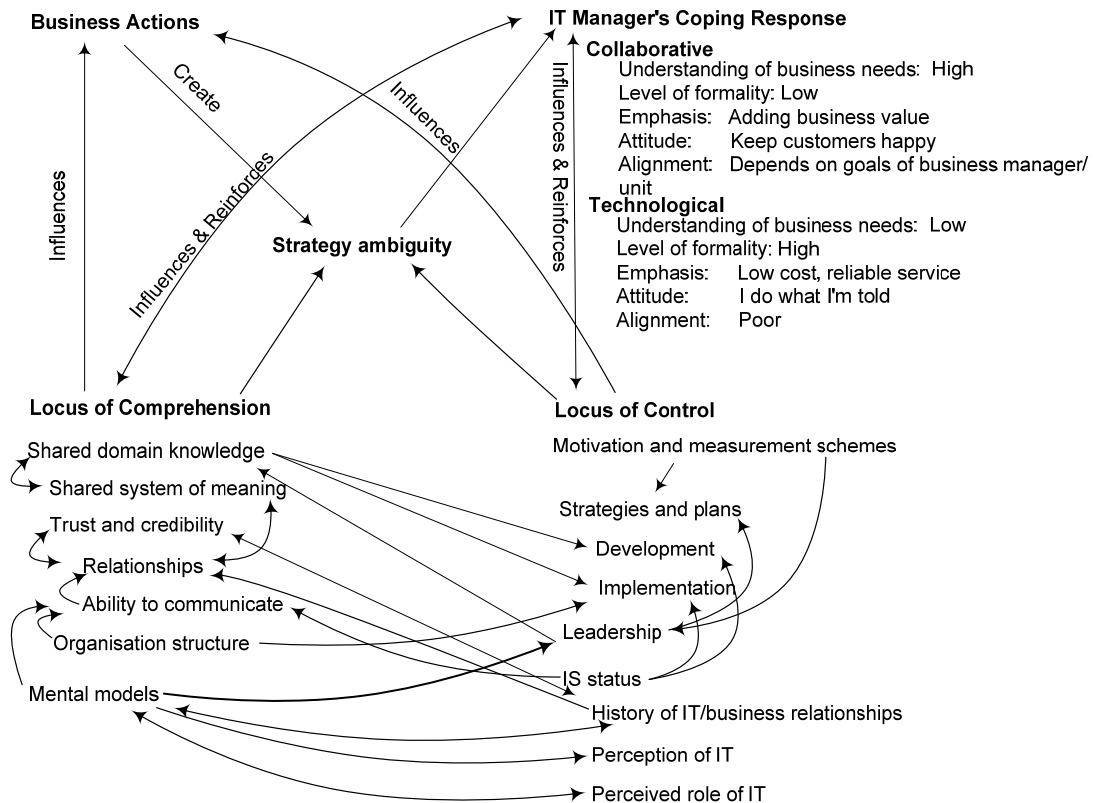 Business Actions
IT Manager's Coping Response
Collaborative
Understanding of business needs: High
Level of formality: Low
Emphasis: Adding business value
Attitude: Keep customers happy
Alignment: Depends on goals of business manager/
unit
Technological
Understanding of business needs: Low
Level of formality: High
Emphasis: Low cost, reliable service
Attitude: I do what I'm told
Alignment: Poor
Create
Influences
Influences & Reinforces
Influences
Influences & Reinforces
Strategy ambiguity
Locus of Comprehension
Shared domain knowledge
Shared system of meaning
Trust and credibility
Relationships
Ability to communicate
Organisation structure
Mental models
Locus of Control
Motivation and measurement schemes
Strategies and plans
Development
Implementation
Leadership
IS status
History of IT/business relationships
Perception of IT
Perceived role of IT